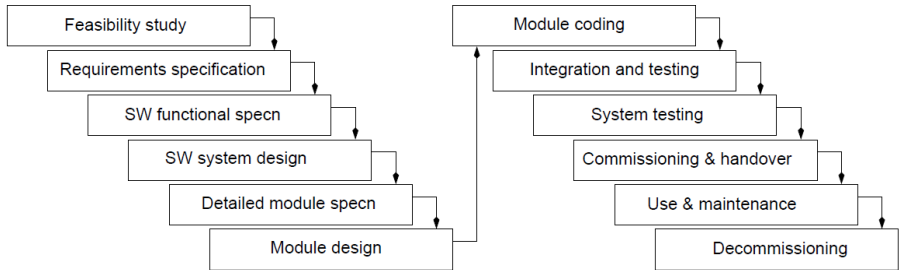 Feasibility study
Requirements specification
SW functional specn
SW system design
Detailed module specn
Module design
Module coding
Integration and testing
System testing
Commissioning & handover
Use & maintenance
Decommissioning